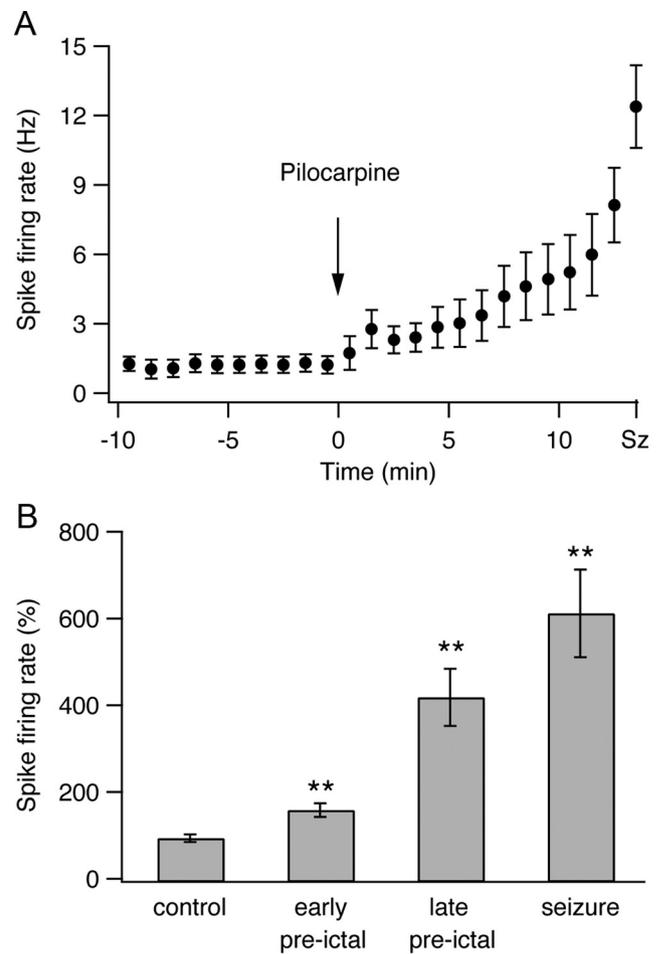 A
15
12
9
6
3
0
Spike firing rate (Hz)
Pilocarpine
-10 -5 0 5 10 Sz
Time (min)
B
800
600
400
200
0
Spike firing rate (%)
**
**
**
control early late seizure
pre-ictal pre-ictal